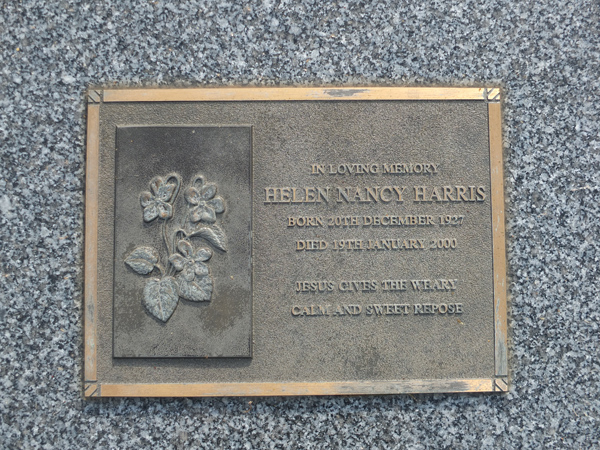 IN LOVING MEMORY
HELEN NANCY HARRIS
BORN 20TH DECEMBER 1927
DIED 19TH JANUARY 2000
JESUS GIVES THE WEARY
CALM AND SWEET REPOSE